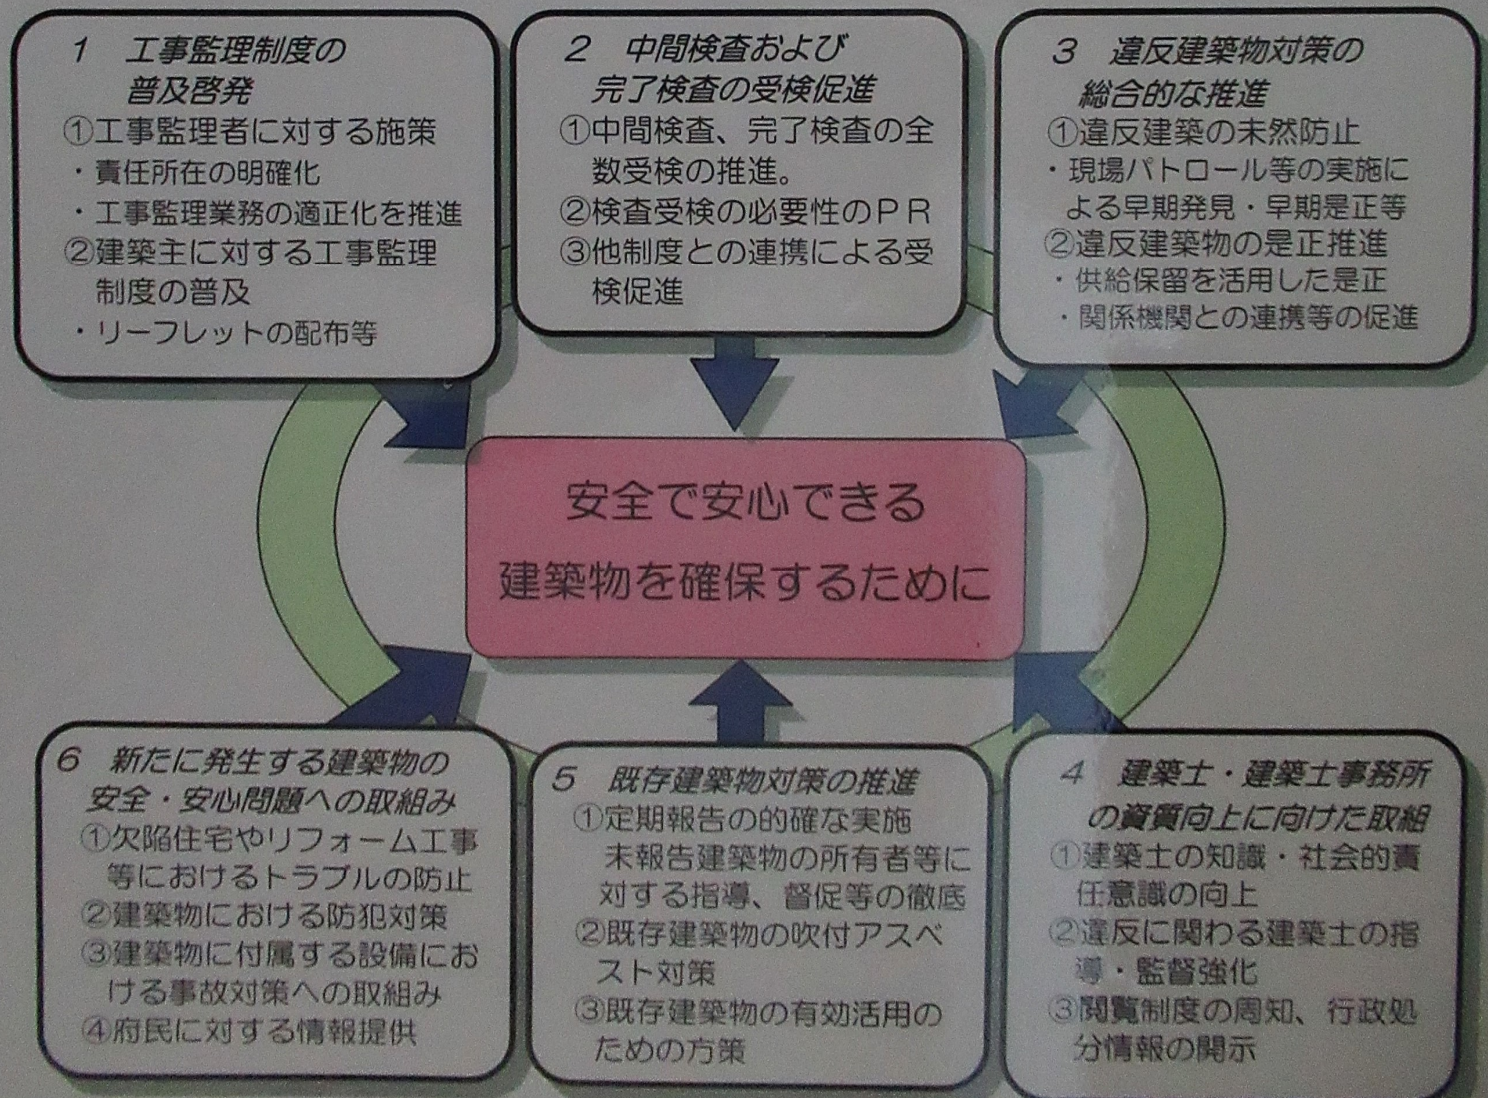 1 工事監理制度の
普及啓発
①工事監理者に対する施策
・責任所在の明確化
・工事監理業務の適正化を推進
②建築主に対する工事監理
制度の普及
・リーフレットの配布等
2 中間検査および
完了検査の受検促進
①中間検査、完了検査の全
数受検の推進。
②検査受検の必要性のPR
③他制度との連携による受
検促進
3 違反建築物対策の
総合的な推進
①違反建築の未然防止
・現場パトロール等の実施に
よる早期発見・早期是正等
②違反建築物の是正推進
・供給保留を活用した是正
・関係機関との連携等の促進
安全で安心できる
建築物を確保するために
6 新たに発生する建築物の
安全・安心問題への取組み
①欠陥住宅やリフォーム工事
等におけるトラブルの防止
②建築物における防犯対策
③建築物に付属する設備にお
ける事故対策への取組み
④府民に対する情報提供
5 既存建築物対策の推進
①定期報告の的確な実施
未報告建築物の所有者等に
対する指導、督促等の徹底
②既存建築物の吹付アスベ
スト対策
③既存建築物の有効活用の
ための方策
4 建築士・建築士事務所
の資質向上に向けた取組
①建築士の知識・社会的責
任意識の向上
②違反に関わる建築士の指
導・監督強化
③閲覧制度の周知、行政処
分情報の開示